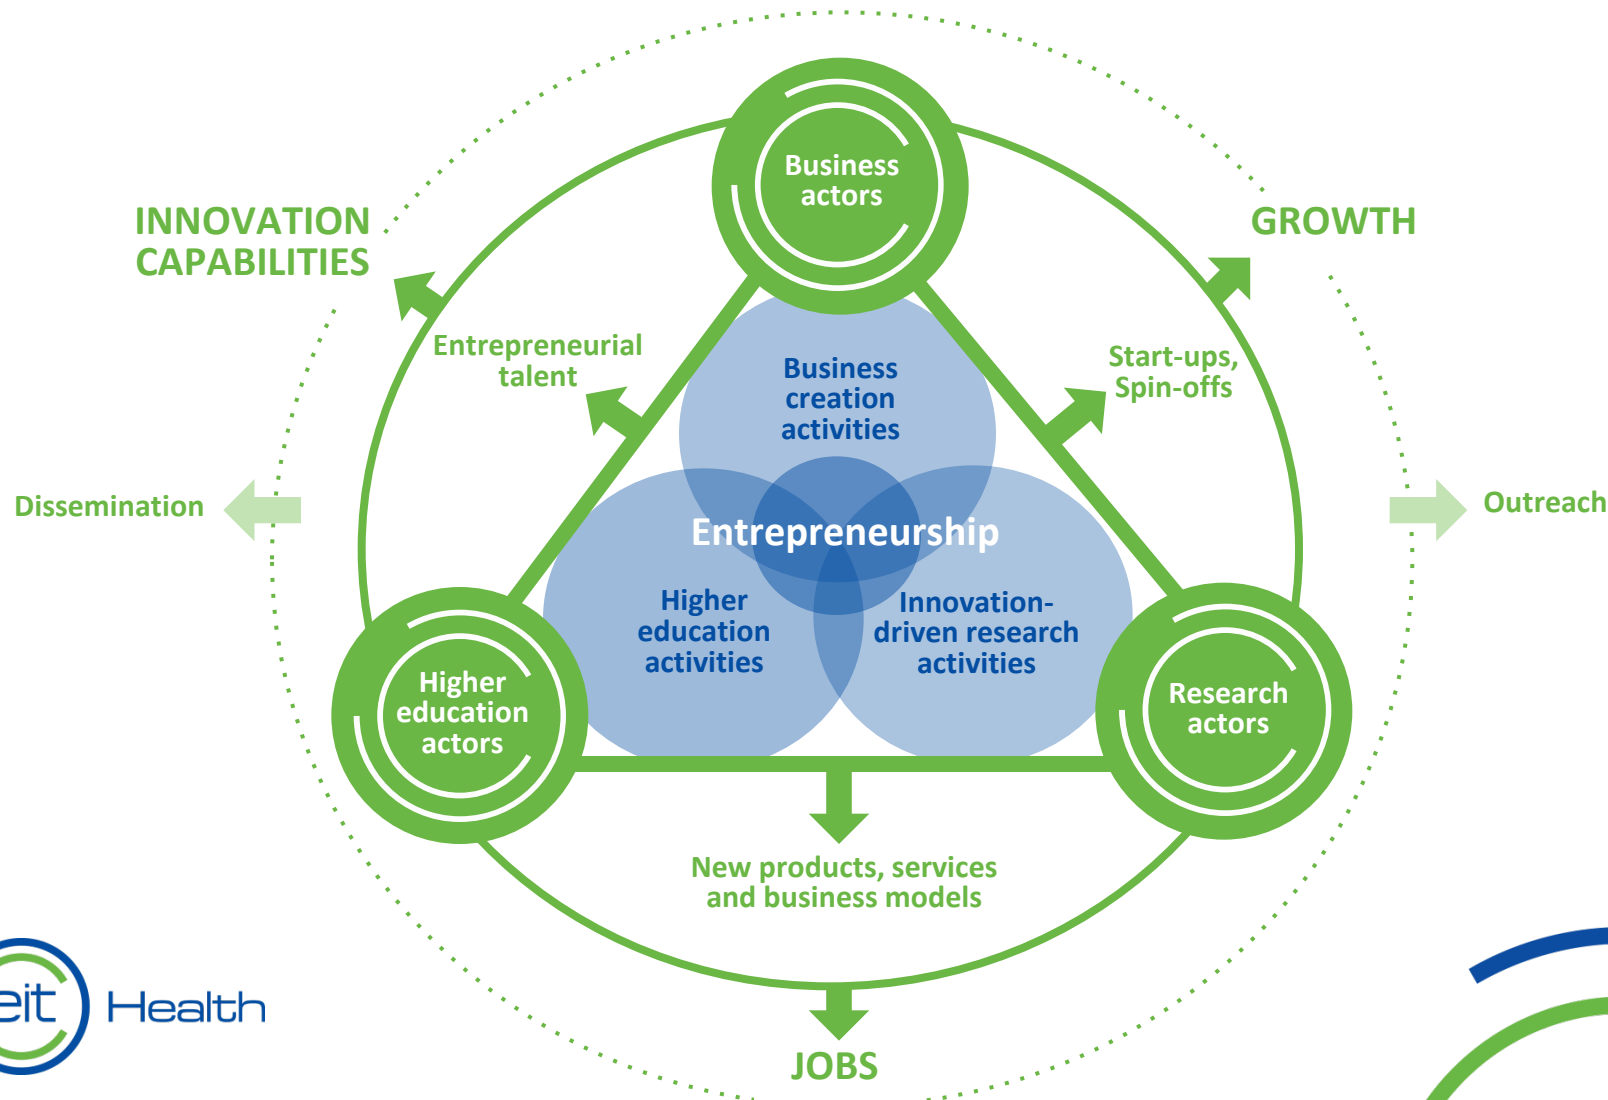 Business
actors
INNOVATION
CAPABILITIES
GROWTH
Entrepreneurial
talent
Business
creation
activities
Start-ups,
Spin-offs
Dissemination
Outreach
Entrepreneurship
Higher
education
activities
Innovation-
driven research
activities
Higher
education
actors
Research
actors
New products, services
and business models
eit Health
JOBS